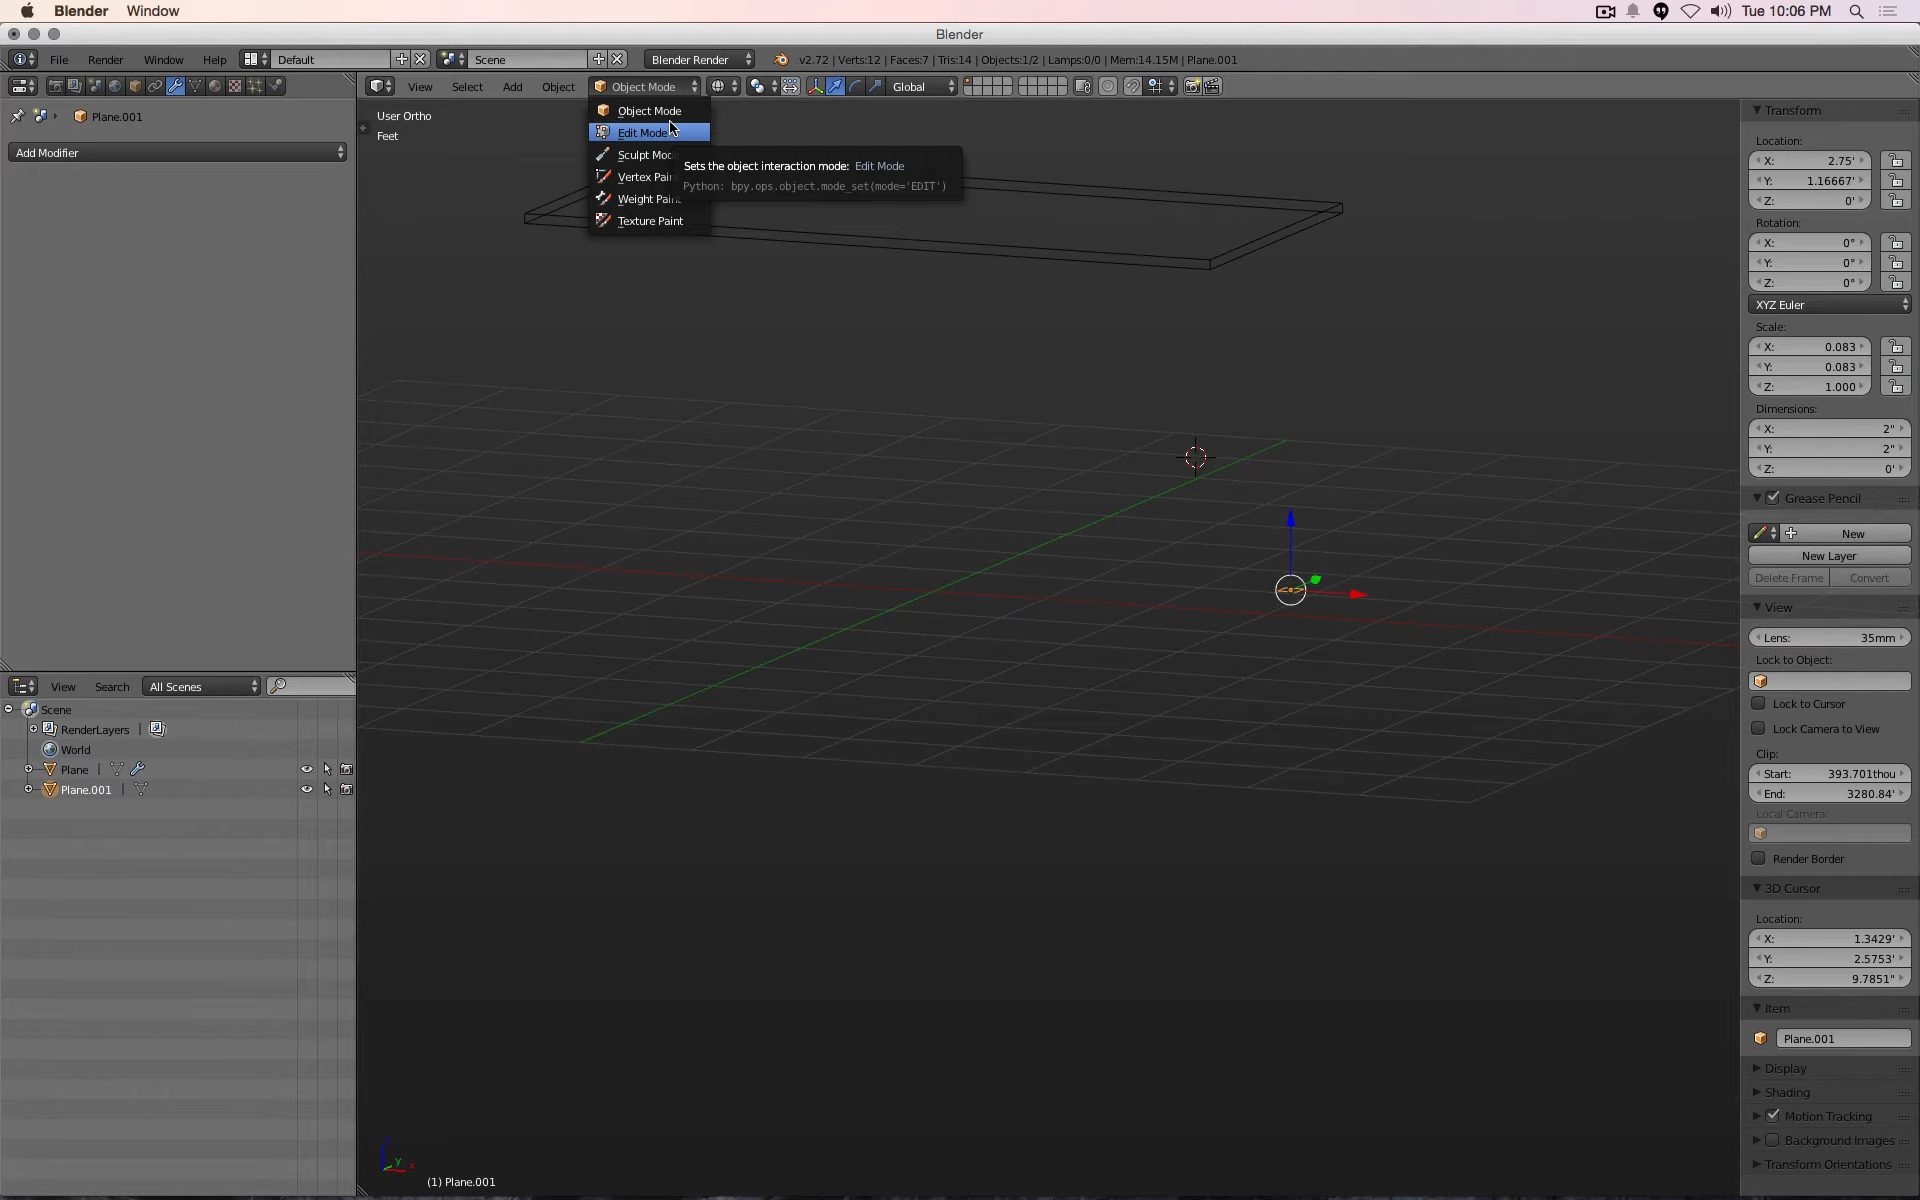 Blender Window Tue 10:06 PM
Blender
File Render Window Help Default Scene Blender Render v2.72 | Verts:12 | Faces:7 | Tris:14 | Objects:1/2 | Lamps:0/0 | Mem:14.15M | Plane.001
View Select Add Object Object Mode Global
Plane.001
Add Modifier
User Ortho
Feet
Object Mode
Edit Mode
Sculpt Mo
Vertex Pai
Weight Pain
Texture Paint
Sets the object interaction mode: Edit Mode
Python: bpy.ops.object.mode_set(mode='EDIT')
Transform
Location:
X: 2.75'
Y: 1.16667'
Z: 0'
Rotation:
X: 0°
Y: 0°
Z: 0°
XYZ Euler
Scale:
X: 0.083
Y: 0.083
Z: 1.000
Dimensions:
X: 2"
Y: 2"
Z: 0'
Grease Pencil
New
New Layer
Delete Frame Convert
View
Lens: 35mm
Lock to Object:
Lock to Cursor
Lock Camera to View
Clip:
Start: 393.701thou
End: 3280.84'
Local Camera:
Render Border
3D Cursor
Location:
X: 1.3429'
Y: 2.5753'
Z: 9.7851"
Item
Plane.001
Display
Shading
Motion Tracking
Background Images
Transform Orientations
View Search All Scenes
Scene
RenderLayers
World
Plane
Plane.001
y x
(1) Plane.001